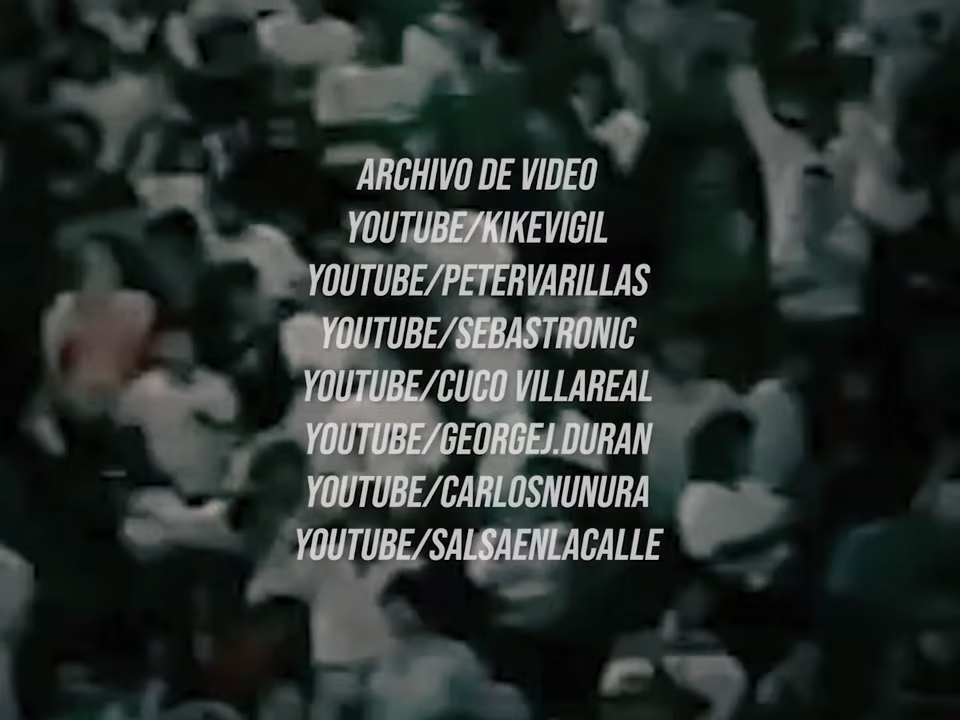 ARCHIVO DE VIDEO
YOUTUBE/KIKEVIGIL
YOUTUBE/PETERVARILLAS
YOUTUBE/SEBASTRONIC
YOUTUBE/CUCO VILLAREAL
YOUTUBE/GEORGEJ.DURAN
YOUTUBE/CARLOSNUNURA
YOUTUBE/SALSAENLACALLE